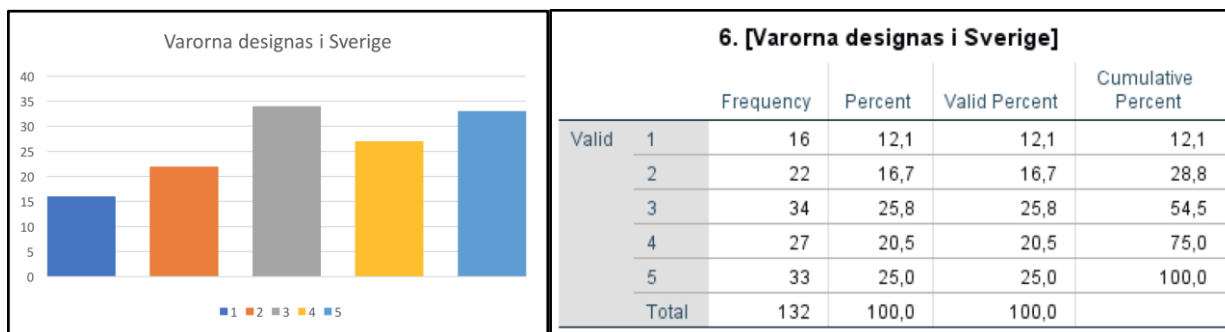 Varorna designas i Sverige
40
35
30
25
20
15
10
5
0
1 2 3 4 5
6. [Varorna designas i Sverige]
Frequency Percent Valid Percent Cumulative Percent
Valid 1 16 12,1 12,1 12,1
2 22 16,7 16,7 28,8
3 34 25,8 25,8 54,5
4 27 20,5 20,5 75,0
5 33 25,0 25,0 100,0
Total 132 100,0 100,0